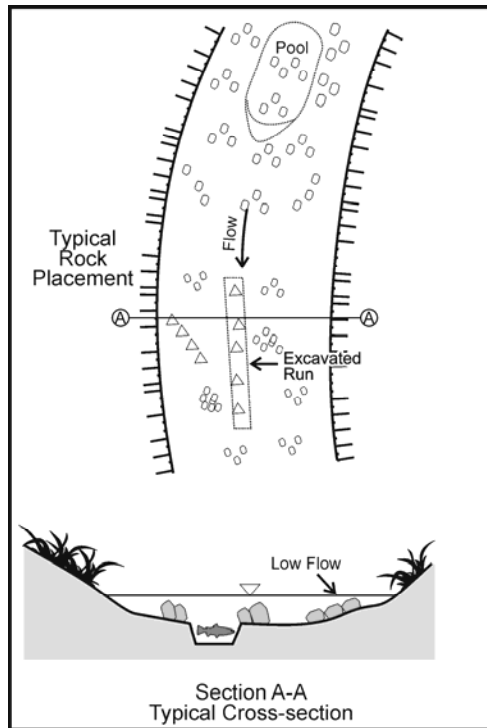 Pool
Flow
Typical
Rock
Placement
A
A
Excavated
Run
Low Flow
Section A-A
Typical Cross-section